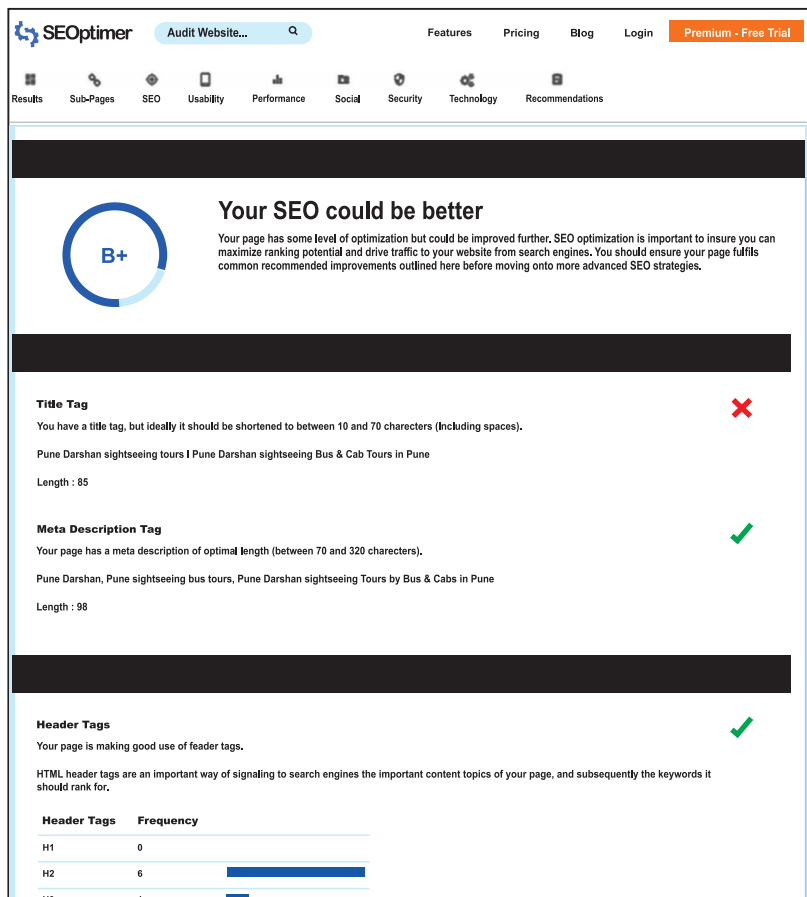 SEOptimer
Audit Website...
Features
Pricing
Blog
Login
Premium - Free Trial
Results
Sub-Pages
SEO
Usability
Performance
Social
Security
Technology
Recommendations
B+
Your SEO could be better
Your page has some level of optimization but could be improved further. SEO optimization is important to insure you can
maximize ranking potential and drive traffic to your website from search engines. You should ensure your page fulfils
common recommended improvements outlined here before moving onto more advanced SEO strategies.
Title Tag
You have a title tag, but ideally it should be shortened to between 10 and 70 charecters (Including spaces).
Pune Darshan sightseeing tours I Pune Darshan sightseeing Bus & Cab Tours in Pune
Length : 85
Meta Description Tag
Your page has a meta description of optimal length (between 70 and 320 charecters).
Pune Darshan, Pune sightseeing bus tours, Pune Darshan sightseeing Tours by Bus & Cabs in Pune
Length : 98
Header Tags
Your page is making good use of feader tags.
HTML header tags are an important way of signaling to search engines the important content topics of your page, and subsequently the keywords it
should rank for.
Header Tags Frequency
H1 0
H2 6